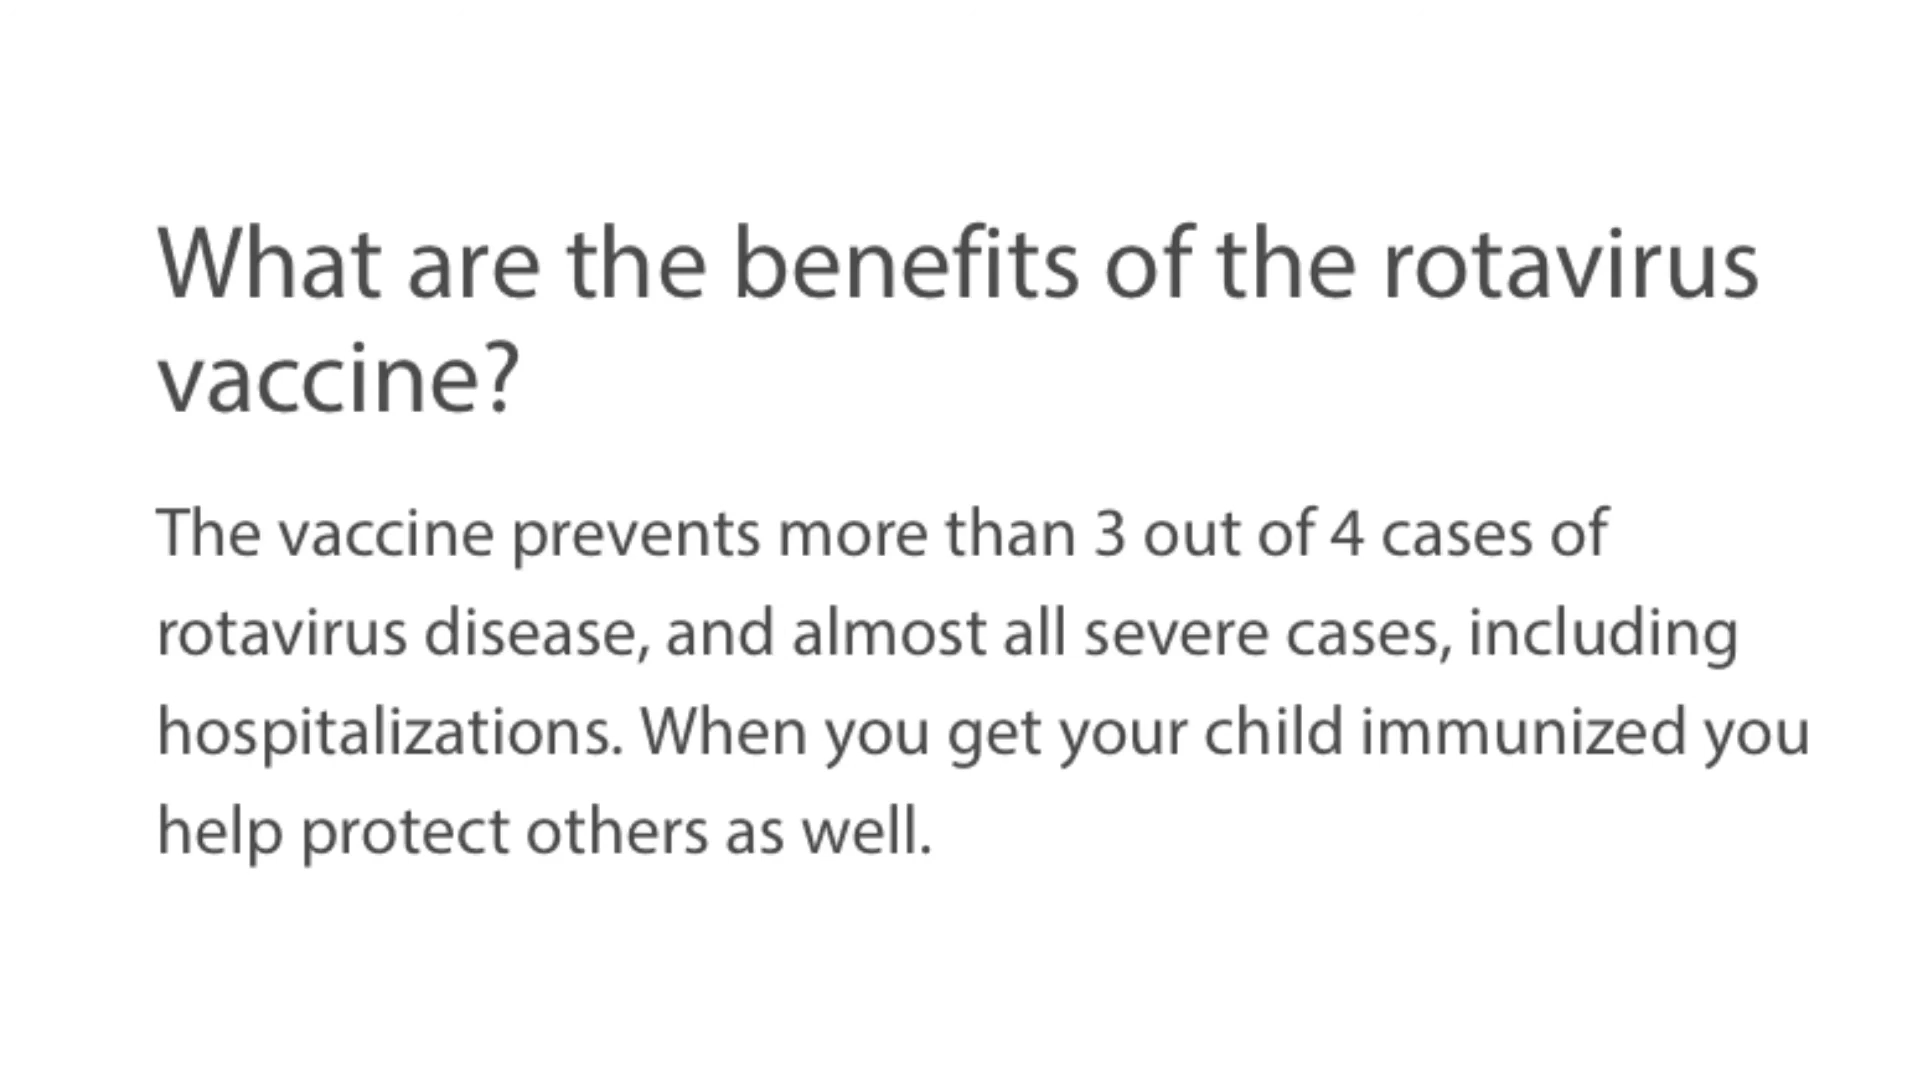 What are the benefits of the rotavirus
vaccine?
The vaccine prevents more than 3 out of 4 cases of
rotavirus disease, and almost all severe cases, including
hospitalizations. When you get your child immunized you
help protect others as well.